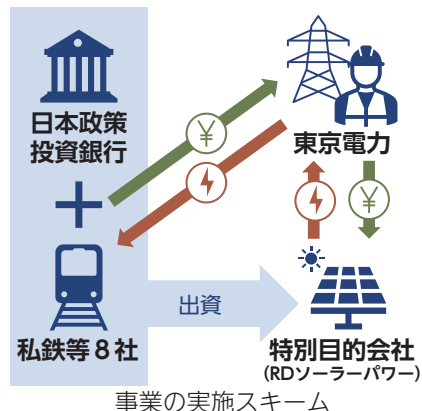 日本政策
投資銀行
¥
東京電力
¥
私鉄等8社
出資
特別目的会社
(RDソーラーパワー)
事業の実施スキーム